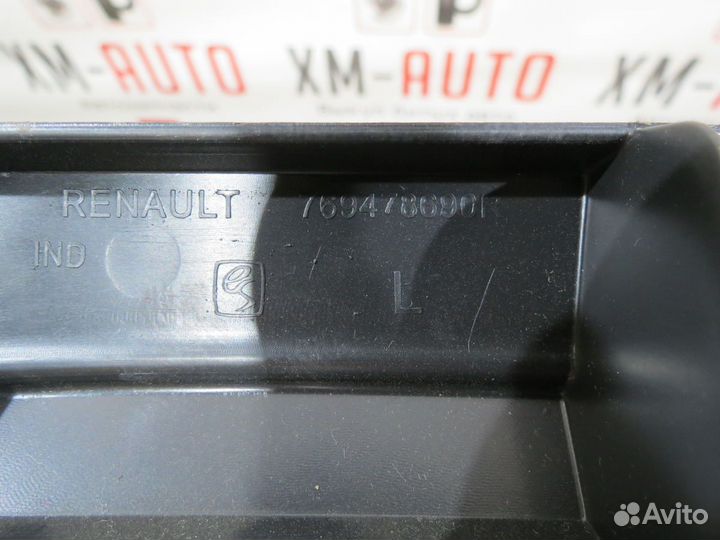 XM-AUTO XM-AUTO XM-A
RENAULT 769478690R
IND
L
Avito